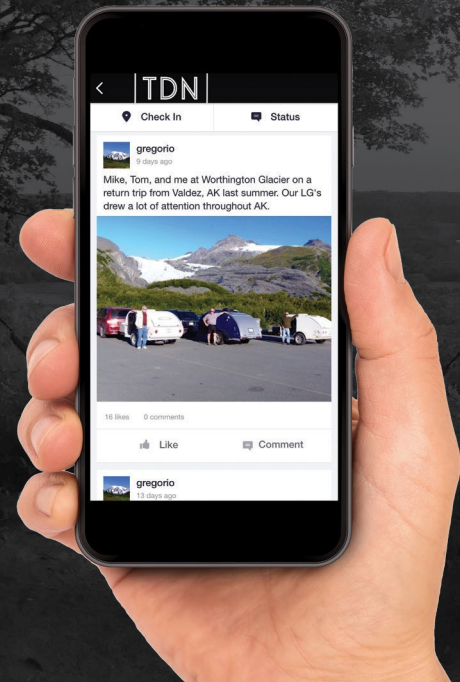 TDN
Check In Status
gregorio
9 days ago
Mike, Tom, and me at Worthington Glacier on a
return trip from Valdez, AK last summer. Our LG's
drew a lot of attention throughout AK.
16 likes 0 comments
Like Comment
gregorio
13 days ago